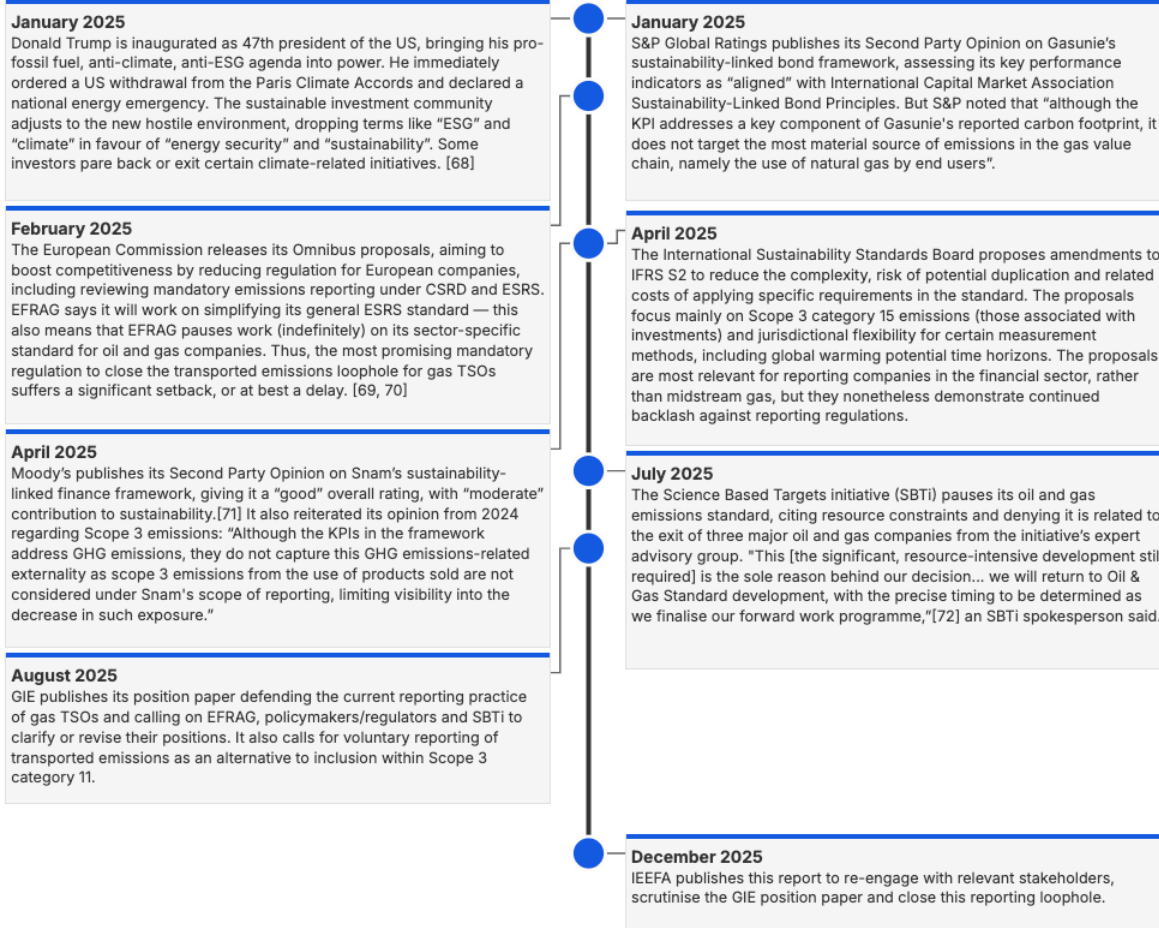 January 2025
Donald Trump is inaugurated as 47th president of the US, bringing his pro-
fossil fuel, anti-climate, anti-ESG agenda into power. He immediately
ordered a US withdrawal from the Paris Climate Accords and declared a
national energy emergency. The sustainable investment community
adjusts to the new hostile environment, dropping terms like “ESG” and
“climate” in favour of “energy security” and “sustainability”. Some
investors pare back or exit certain climate-related initiatives. [68]
January 2025
S&P Global Ratings publishes its Second Party Opinion on Gasunie’s
sustainability-linked bond framework, assessing its key performance
indicators as “aligned” with International Capital Market Association
Sustainability-Linked Bond Principles. But S&P noted that “although the
KPI addresses a key component of Gasunie's reported carbon footprint, it
does not target the most material source of emissions in the gas value
chain, namely the use of natural gas by end users”.
February 2025
The European Commission releases its Omnibus proposals, aiming to
boost competitiveness by reducing regulation for European companies,
including reviewing mandatory emissions reporting under CSRD and ESRS.
EFRAG says it will work on simplifying its general ESRS standard — this
also means that EFRAG pauses work (indefinitely) on its sector-specific
standard for oil and gas companies. Thus, the most promising mandatory
regulation to close the transported emissions loophole for gas TSOs
suffers a significant setback, or at best a delay. [69, 70]
April 2025
The International Sustainability Standards Board proposes amendments to
IFRS S2 to reduce the complexity, risk of potential duplication and related
costs of applying specific requirements in the standard. The proposals
focus mainly on Scope 3 category 15 emissions (those associated with
investments) and jurisdictional flexibility for certain measurement
methods, including global warming potential time horizons. The proposals
are most relevant for reporting companies in the financial sector, rather
than midstream gas, but they nonetheless demonstrate continued
backlash against reporting regulations.
April 2025
Moody’s publishes its Second Party Opinion on Snam’s sustainability-
linked finance framework, giving it a “good” overall rating, with “moderate”
contribution to sustainability.[71] It also reiterated its opinion from 2024
regarding Scope 3 emissions: “Although the KPIs in the framework
address GHG emissions, they do not capture this GHG emissions-related
externality as scope 3 emissions from the use of products sold are not
considered under Snam's scope of reporting, limiting visibility into the
decrease in such exposure.”
July 2025
The Science Based Targets initiative (SBTi) pauses its oil and gas
emissions standard, citing resource constraints and denying it is related to
the exit of three major oil and gas companies from the initiative’s expert
advisory group. "This [the significant, resource-intensive development stil
required] is the sole reason behind our decision... we will return to Oil &
Gas Standard development, with the precise timing to be determined as
we finalise our forward work programme,”[72] an SBTi spokesperson said.
August 2025
GIE publishes its position paper defending the current reporting practice
of gas TSOs and calling on EFRAG, policymakers/regulators and SBTi to
clarify or revise their positions. It also calls for voluntary reporting of
transported emissions as an alternative to inclusion within Scope 3
category 11.
December 2025
IEEFA publishes this report to re-engage with relevant stakeholders,
scrutinise the GIE position paper and close this reporting loophole.